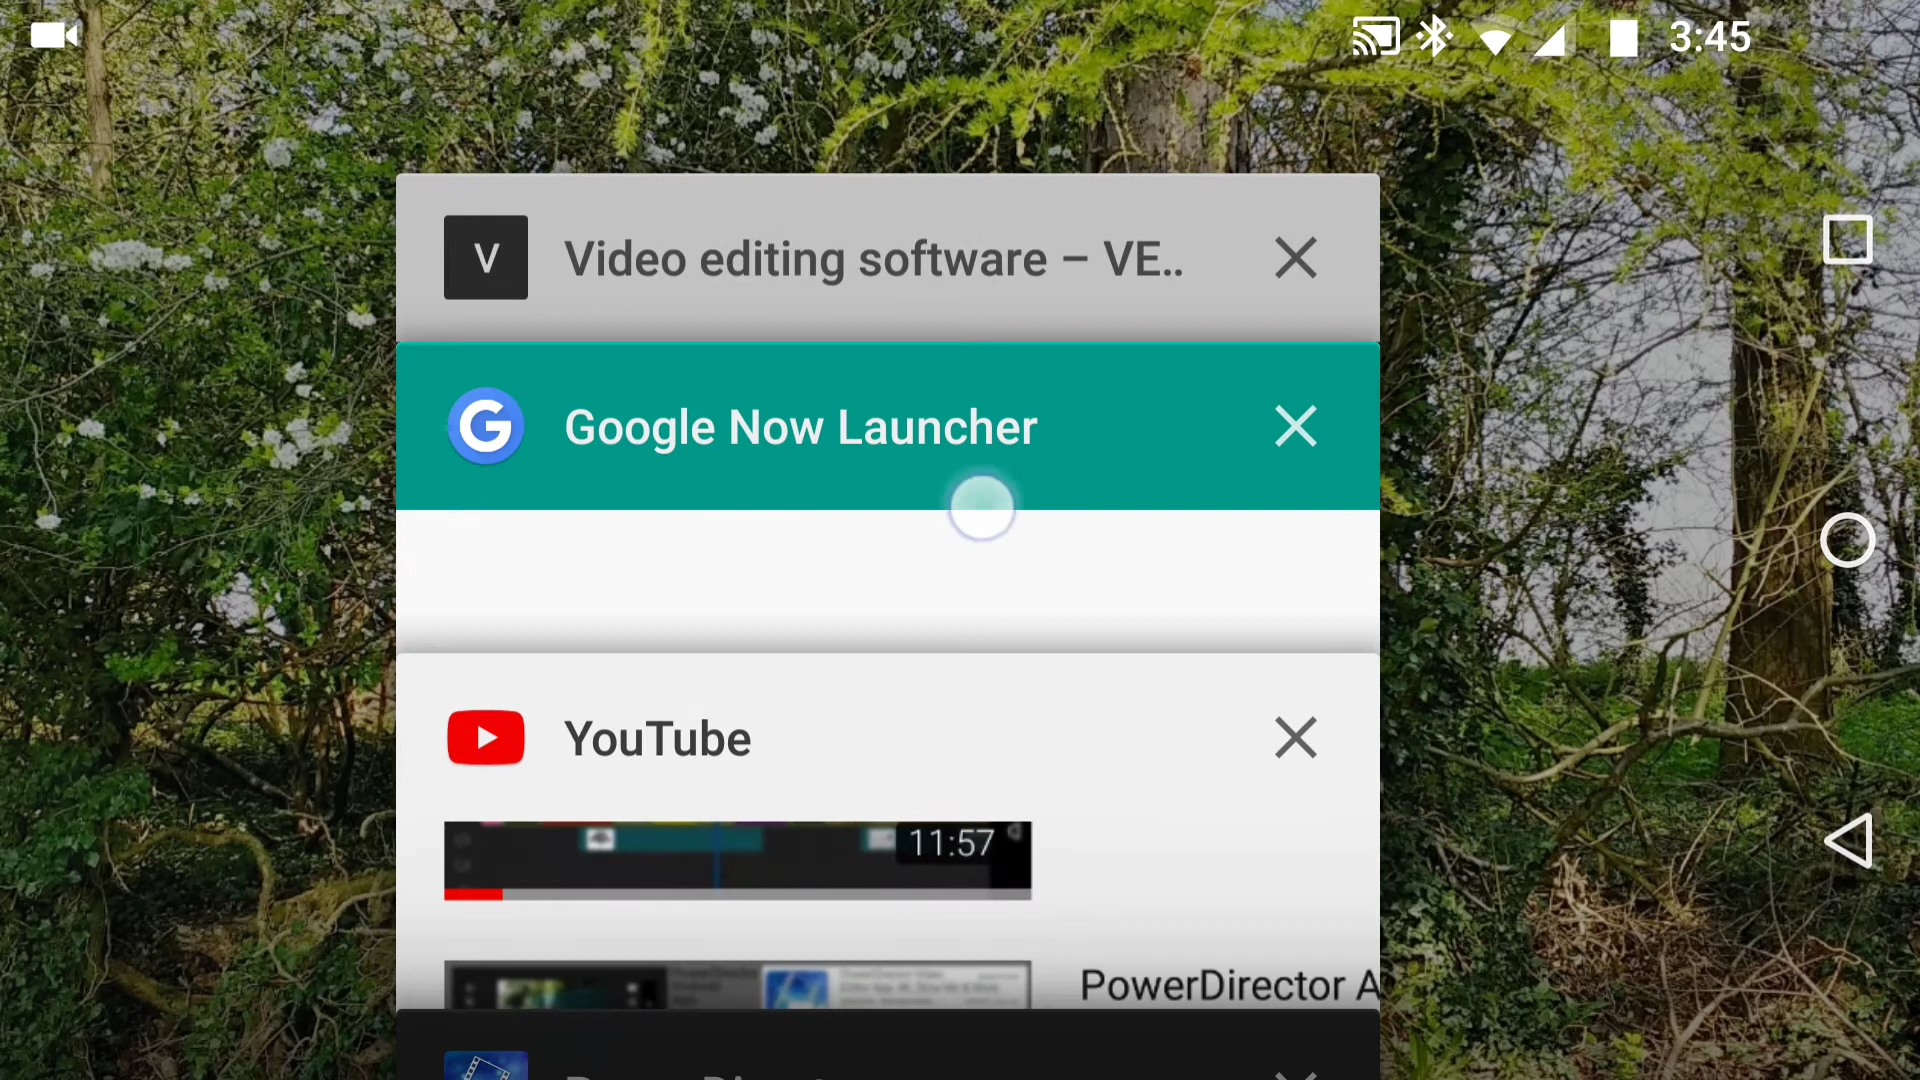 3:45
V
Video editing software – VE..
G
Google Now Launcher
YouTube
11:57
PowerDirector A